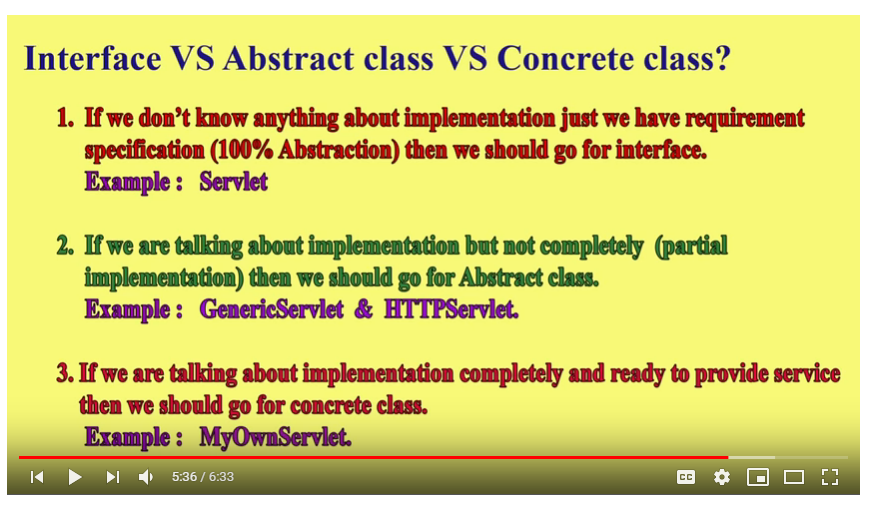 Interface VS Abstract class VS Concrete class?
1. If we don't know anything about implementation just we have requirement
specification (100% Abstraction) then we should go for interface.
Example : Servlet
2. If we are talking about implementation but not completely (partial
implementation) then we should go for Abstract class.
Example : GenericServlet & HTTPServlet.
3. If we are talking about implementation completely and ready to provide service
then we should go for concrete class.
Example : MyOwnServlet.
5:36 / 6:33 CC